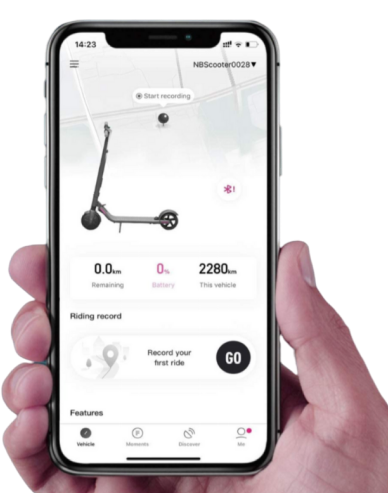 14:23
NBScooter0028▼
Start recording
0.0km
0%
2280km
Remaining
Battery
This vehicle
Riding record
Record your
first ride
GO
Features
Vehicle
Moments
Discover
Me